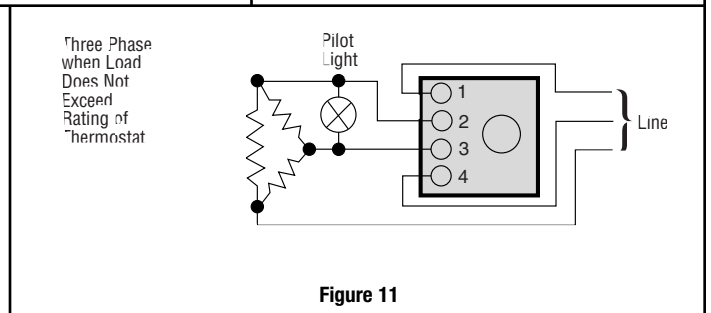 Three Phase
when Load
Does Not
Exceed
Rating of
Thermostat
Pilot
Light
1
2
3
4
Line
Figure 11